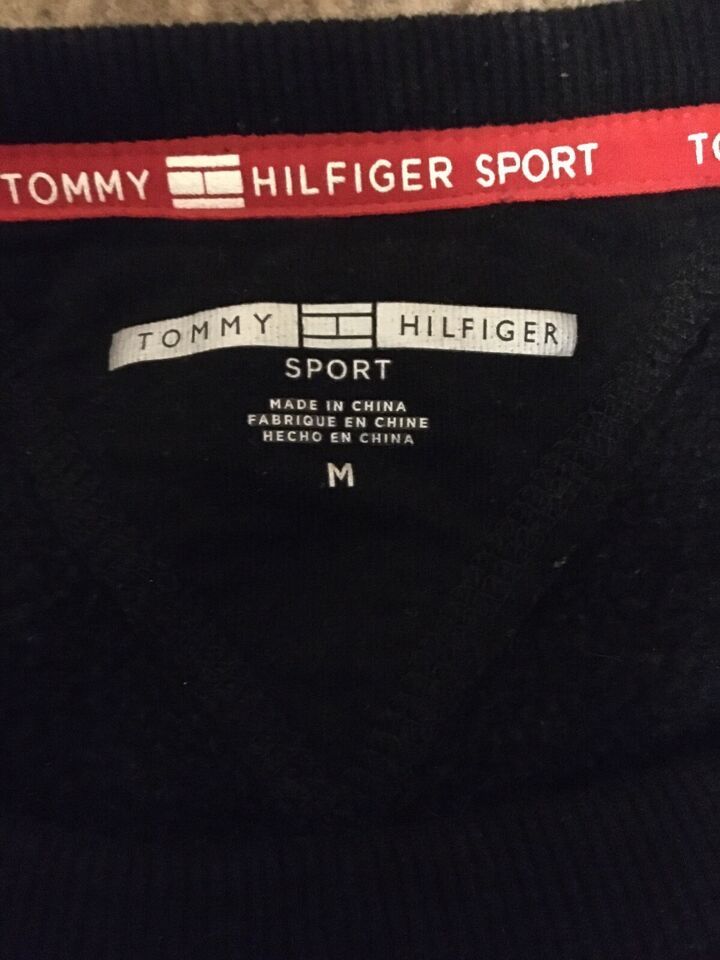 TOMMY HILFIGER SPORT
TOMMY HILFIGER
SPORT
MADE IN CHINA
FABRIQUE EN CHINE
HECHO EN CHINA
M